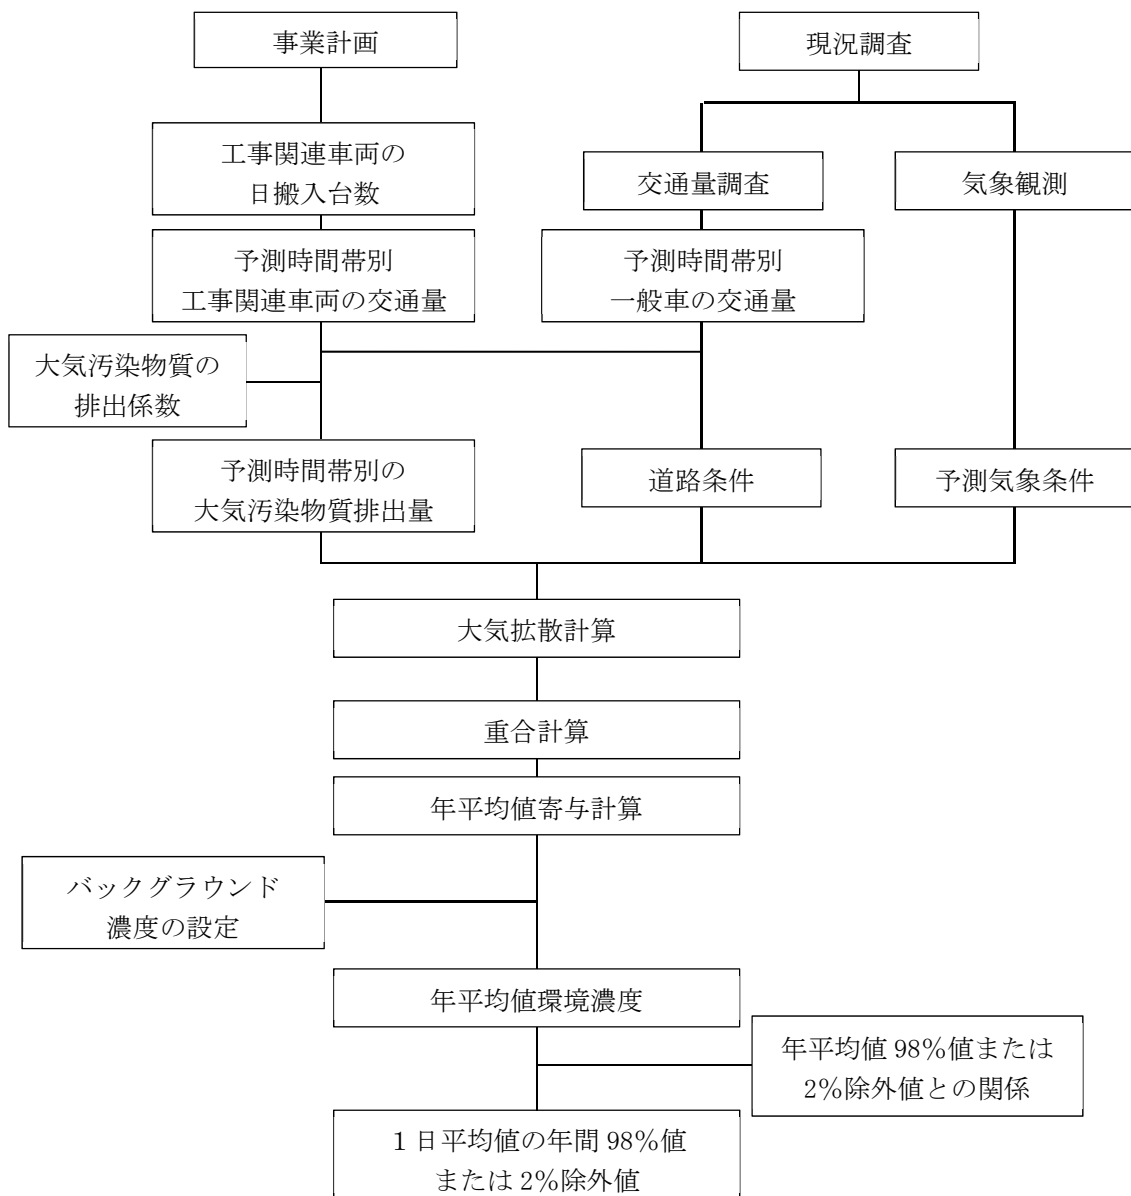 事業計画
現況調査
工事関連車両の
日搬入台数
交通量調査
気象観測
予測時間帯別
工事関連車両の交通量
予測時間帯別
一般車の交通量
大気汚染物質の
排出係数
予測時間帯別の
大気汚染物質排出量
道路条件
予測気象条件
大気拡散計算
重合計算
年平均値寄与計算
バックグラウンド
濃度の設定
年平均値環境濃度
年平均値 98%値または
2%除外値との関係
1日平均値の年間 98%値
または 2%除外値